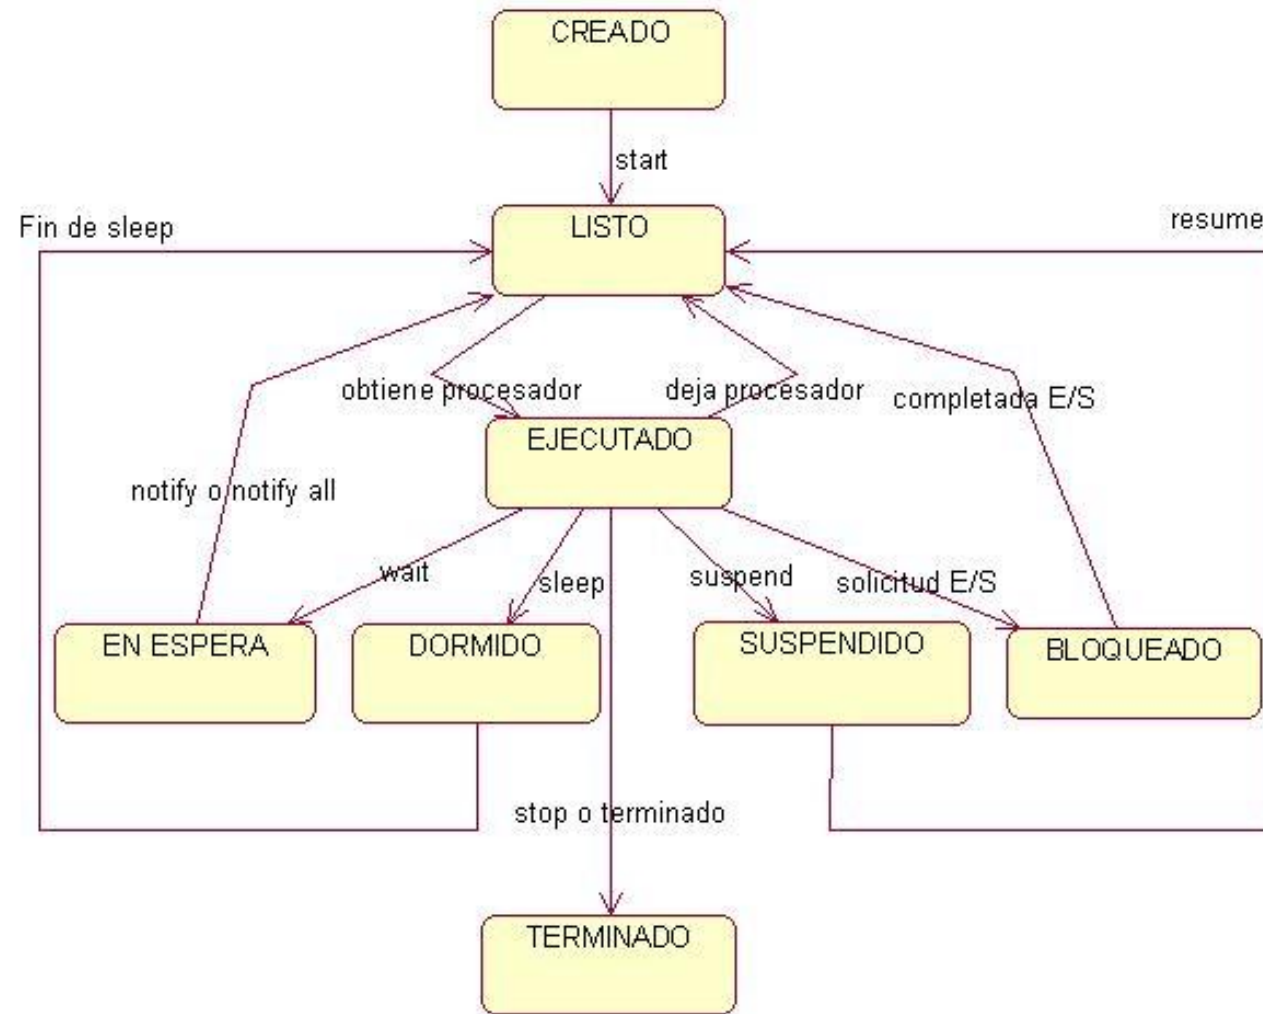 CREADO
start
Fin de sleep
LISTO
resume
obtiene procesador
deja procesador
completada E/S
EJECUTADO
notify o notify all
wait
sleep
suspend
solicitud E/S
EN ESPERA
DORMIDO
SUSPENDIDO
BLOQUEADO
stop o terminado
TERMINADO